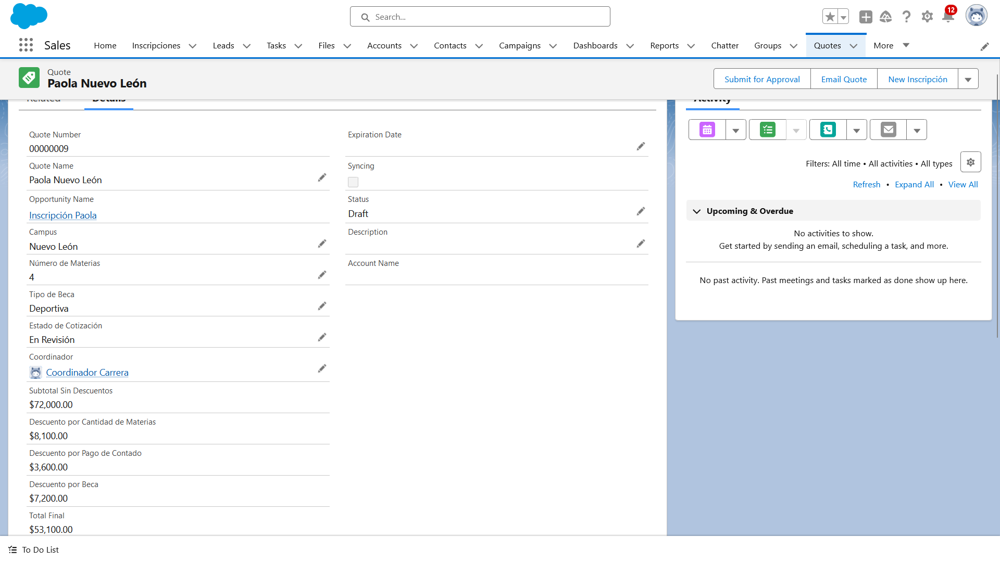 Search...
12
Sales
Home
Inscripciones
Leads
Tasks
Files
Accounts
Contacts
Campaigns
Dashboards
Reports
Chatter
Groups
Quotes
More
Quote
Paola Nuevo León
Submit for Approval
Email Quote
New Inscripción
Related
Details
Quote Number
00000009
Quote Name
Paola Nuevo León
Opportunity Name
Inscripción Paola
Campus
Nuevo León
Número de Materias
4
Tipo de Beca
Deportiva
Estado de Cotización
En Revisión
Coordinador
Coordinador Carrera
Subtotal Sin Descuentos
$72,000.00
Descuento por Cantidad de Materias
$8,100.00
Descuento por Pago de Contado
$3,600.00
Descuento por Beca
$7,200.00
Total Final
$53,100.00
Expiration Date
Syncing
Status
Draft
Description
Account Name
Activity
Filters: All time • All activities • All types
Refresh • Expand All • View All
Upcoming & Overdue
No activities to show.
Get started by sending an email, scheduling a task, and more.
No past activity. Past meetings and tasks marked as done show up here.
To Do List